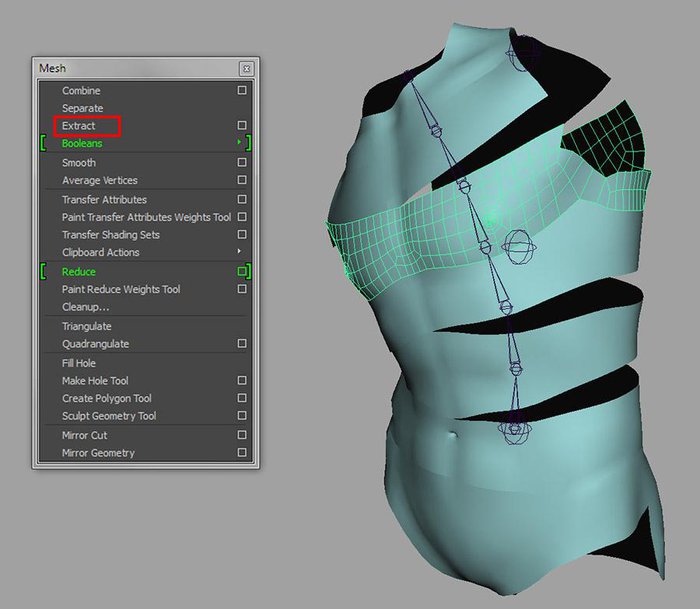 Mesh
Combine
Separate
Extract
Booleans
Smooth
Average Vertices
Transfer Attributes
Paint Transfer Attributes Weights Tool
Transfer Shading Sets
Clipboard Actions
Reduce
Paint Reduce Weights Tool
Cleanup...
Triangulate
Quadrangulate
Fill Hole
Make Hole Tool
Create Polygon Tool
Sculpt Geometry Tool
Mirror Cut
Mirror Geometry